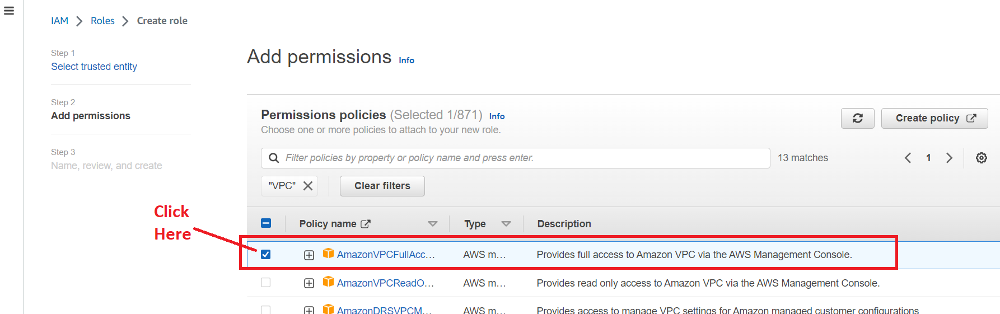 IAM > Roles > Create role
Step 1
Select trusted entity
Step 2
Add permissions
Step 3
Name, review, and create
Add permissions Info
Permissions policies (Selected 1/871) Info
Choose one or more policies to attach to your new role.
Create policy
Filter policies by property or policy name and press enter.
13 matches
1
"VPC"
Clear filters
Click
Here
Policy name Type Description
AmazonVPCFullAcc... AWS m... Provides full access to Amazon VPC via the AWS Management Console.
AmazonVPCReadO... AWS m... Provides read only access to Amazon VPC via the AWS Management Console.
AmazonDRSVPCM... AWS m... Provides access to manage VPC settings for Amazon managed customer configurations